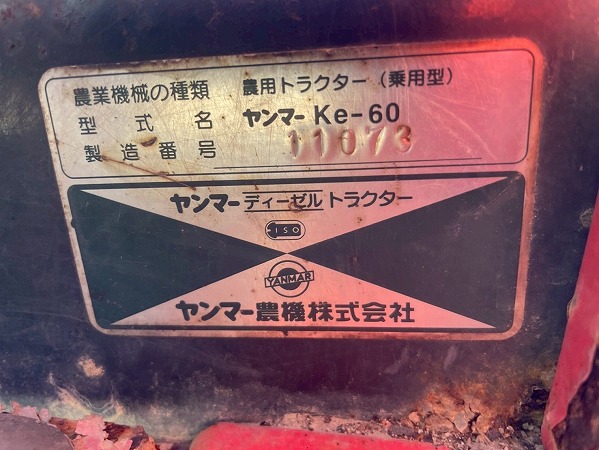 農業機械の種類 農用トラクター(乗用型)
型式名 ヤンマー Ke-60
製造番号 11073
ヤンマーディーゼルトラクター
ISO
YANMAR
ヤンマー農機株式会社